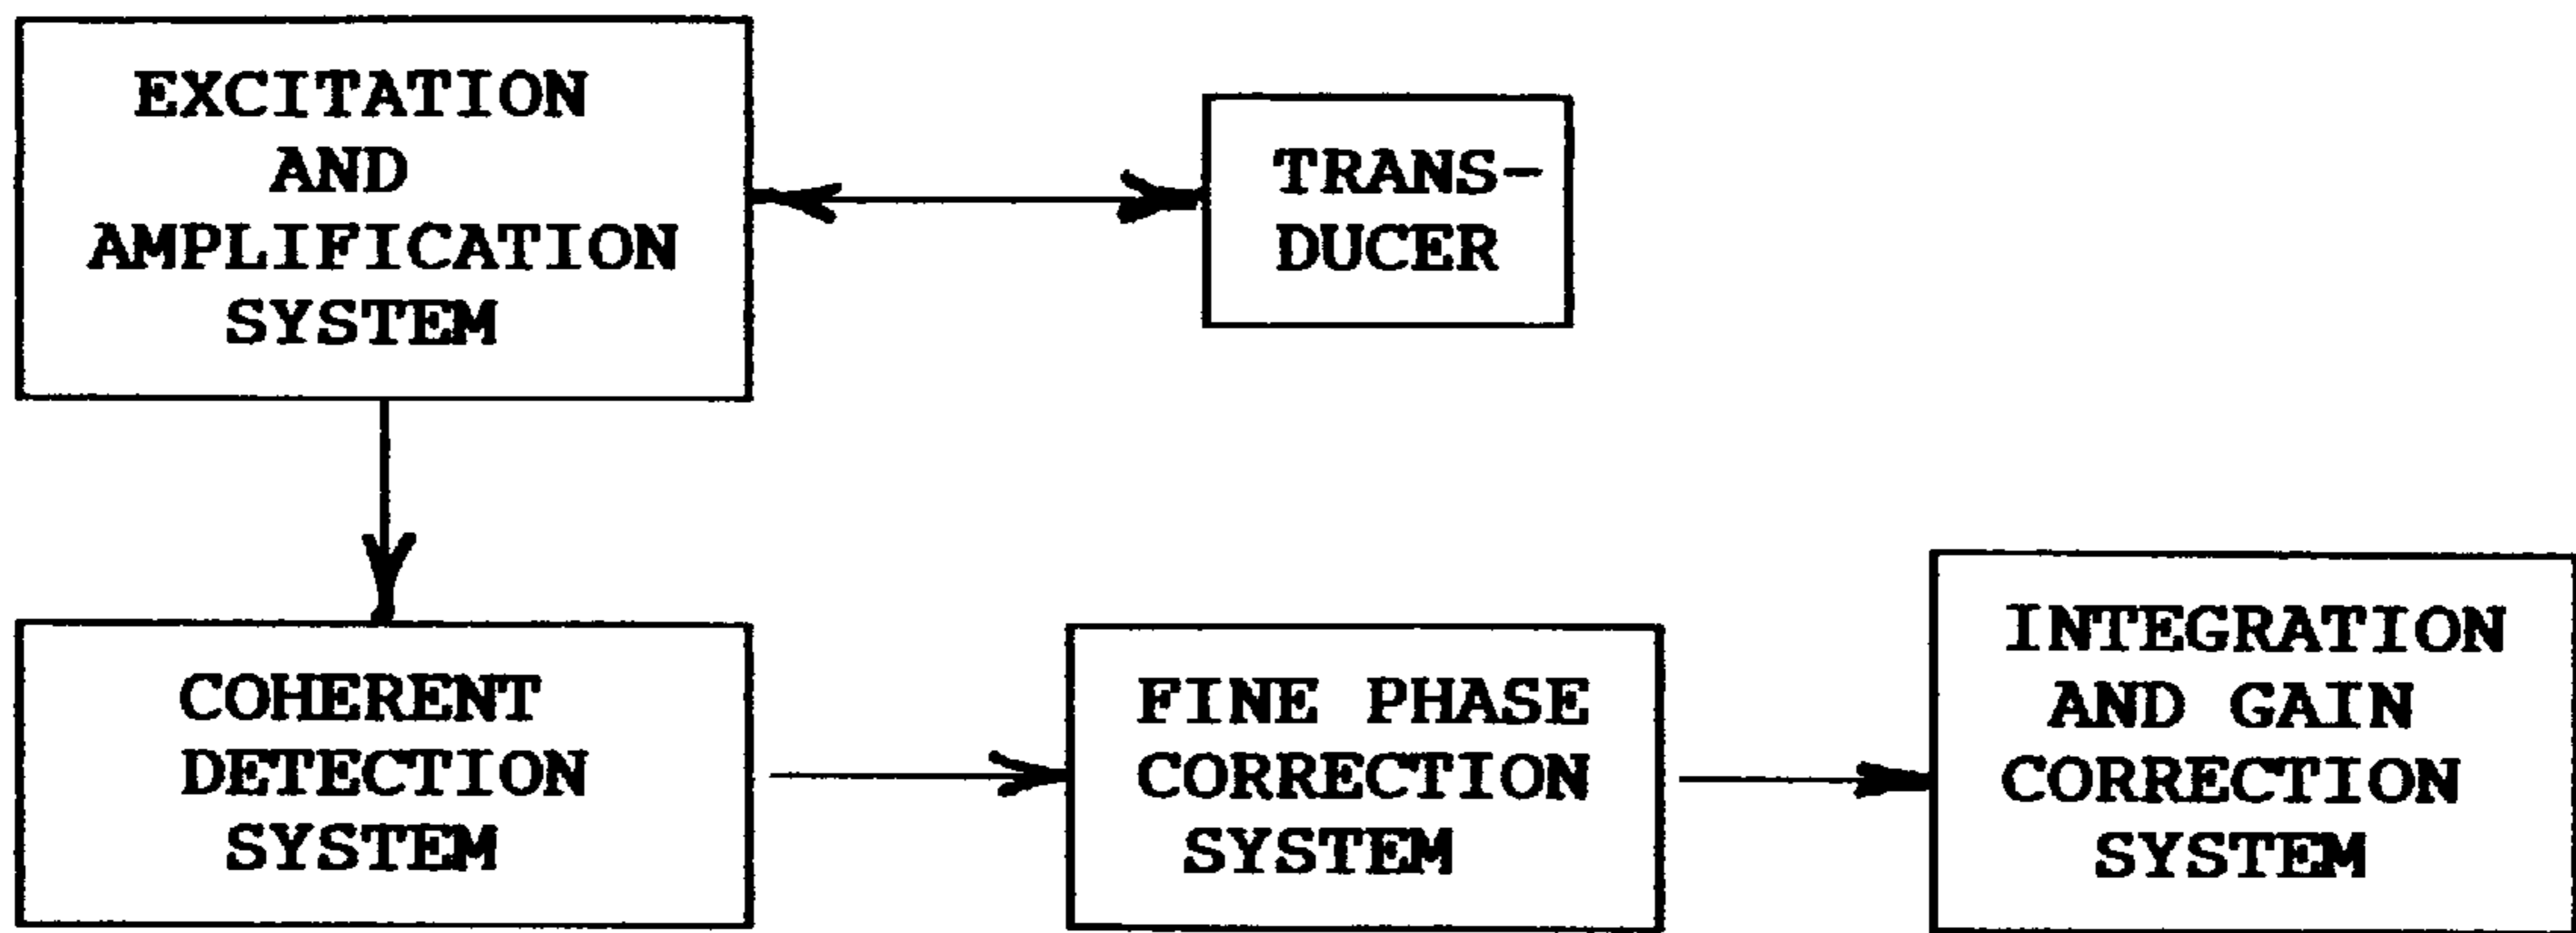 EXCITATION
AND
AMPLIFICATION
SYSTEM
TRANS-
DUCER
COHERENT
DETECTION
SYSTEM
FINE PHASE
CORRECTION
SYSTEM
INTEGRATION
AND GAIN
CORRECTION
SYSTEM